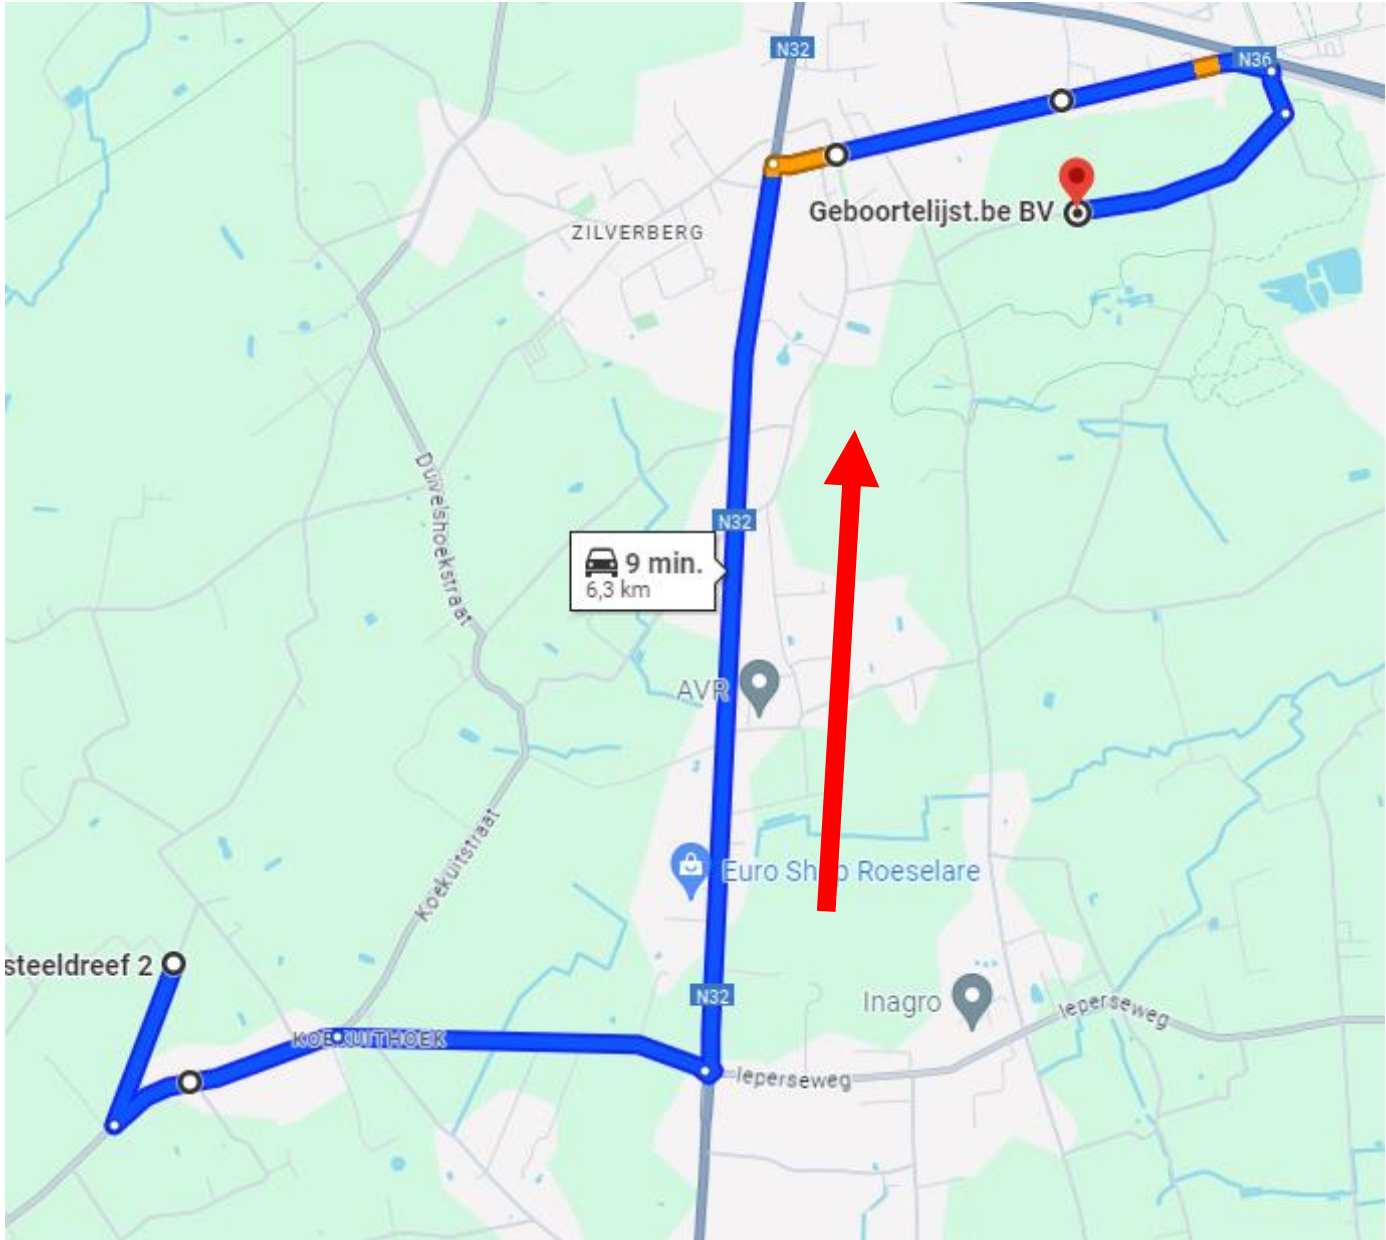 N32
N36
Geboortelijst.be BV
ZILVERBERG
Duivelshoekstraat
N32
9 min.
6,3 km
AVR
Koekuitstraat
Euro Shop Roeselare
steeldreef 2
N32
Inagro
Ieperseweg
KOEKUITHOEK
Ieperseweg